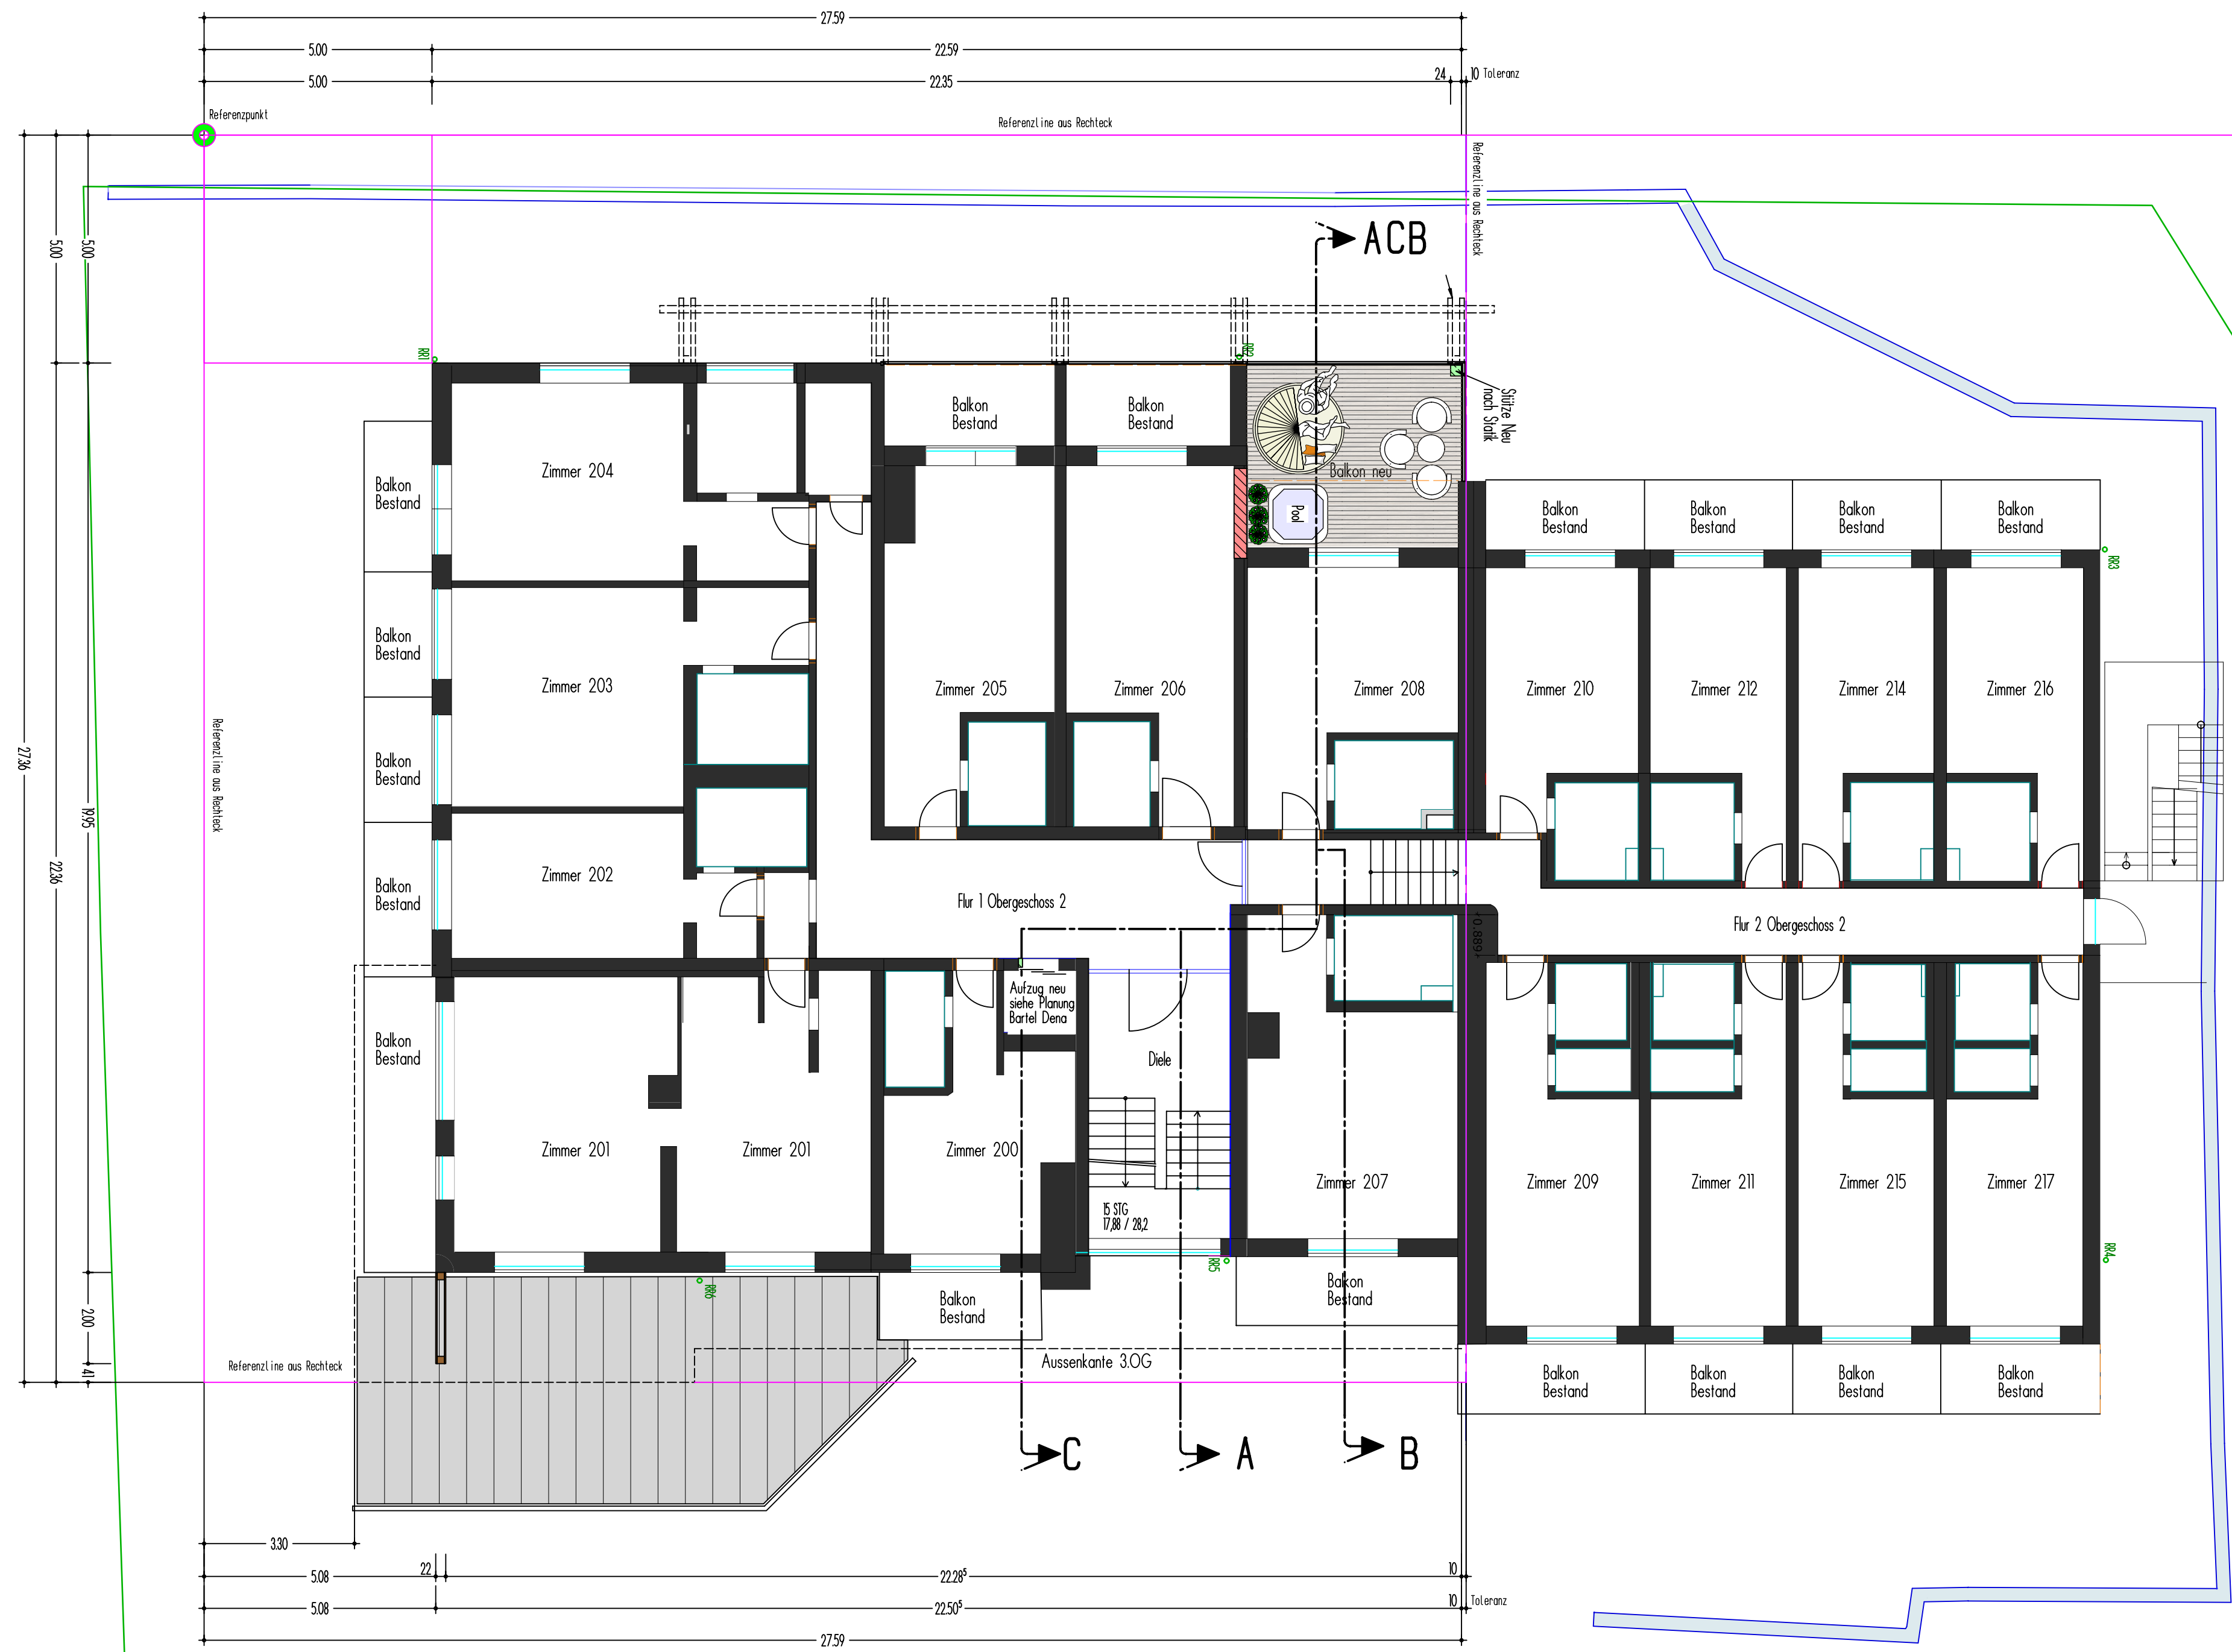 27.59
5.00
22.59
5.00
22.35
24
10 Toleranz
Referenzpunkt
Referenzline aus Rechteck
Referenzline aus Rechteck
ACB
5.00
5.00
RR1
RR2
Stütze Neu
nach Statik
Balkon
Bestand
Balkon
Bestand
Balkon neu
Pool
Zimmer 204
Balkon
Bestand
Balkon
Bestand
Balkon
Bestand
Balkon
Bestand
Balkon
Bestand
RR3
Balkon
Bestand
Zimmer 203
Zimmer 205
Zimmer 206
Zimmer 208
Zimmer 210
Zimmer 212
Zimmer 214
Zimmer 216
Referenzline aus Rechteck
27.36
22.36
19.95
Balkon
Bestand
Balkon
Bestand
Zimmer 202
Flur 1 Obergeschoss 2
+0.889
Flur 2 Obergeschoss 2
Aufzug neu
siehe Planung
Bartel Dena
Balkon
Bestand
Diele
Zimmer 201
Zimmer 201
Zimmer 200
Zimmer 207
Zimmer 209
Zimmer 211
Zimmer 215
Zimmer 217
15 STG
17,88 / 28,2
RR5
RR4
RR6
Balkon
Bestand
Balkon
Bestand
2.00
41
Referenzline aus Rechteck
Aussenkante 3.OG
Balkon
Bestand
Balkon
Bestand
Balkon
Bestand
Balkon
Bestand
C
A
B
3.30
5.08
22
22.28⁵
10
5.08
22.50⁵
10 Toleranz
27.59